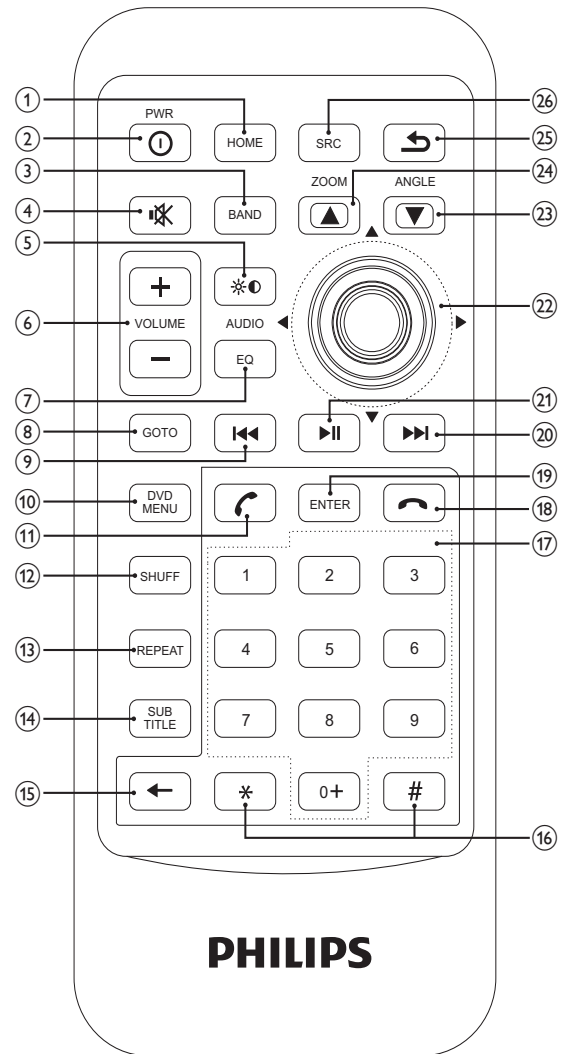 1
26
PWR
2
HOME
SRC
25
3
ZOOM
ANGLE
24
4
BAND
23
5
6
VOLUME
AUDIO
22
+
−
7
EQ
21
8
GOTO
20
9
19
10
DVD
MENU
ENTER
18
11
17
12
SHUFF
1 2 3
13
REPEAT
4 5 6
14
SUB
TITLE
7 8 9
15
* 0+ #
16
PHILIPS